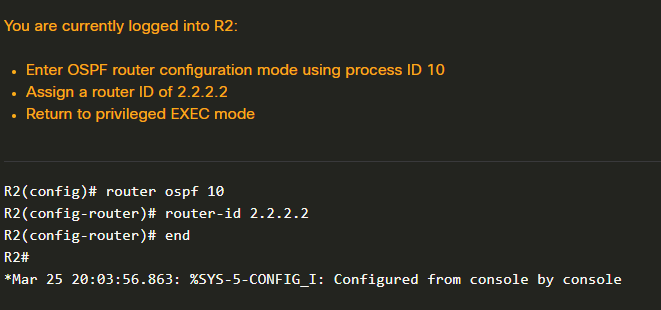 You are currently logged into R2:
• Enter OSPF router configuration mode using process ID 10
• Assign a router ID of 2.2.2.2
• Return to privileged EXEC mode
R2(config)# router ospf 10
R2(config-router)# router-id 2.2.2.2
R2(config-router)# end
R2#
*Mar 25 20:03:56.863: %SYS-5-CONFIG_I: Configured from console by console